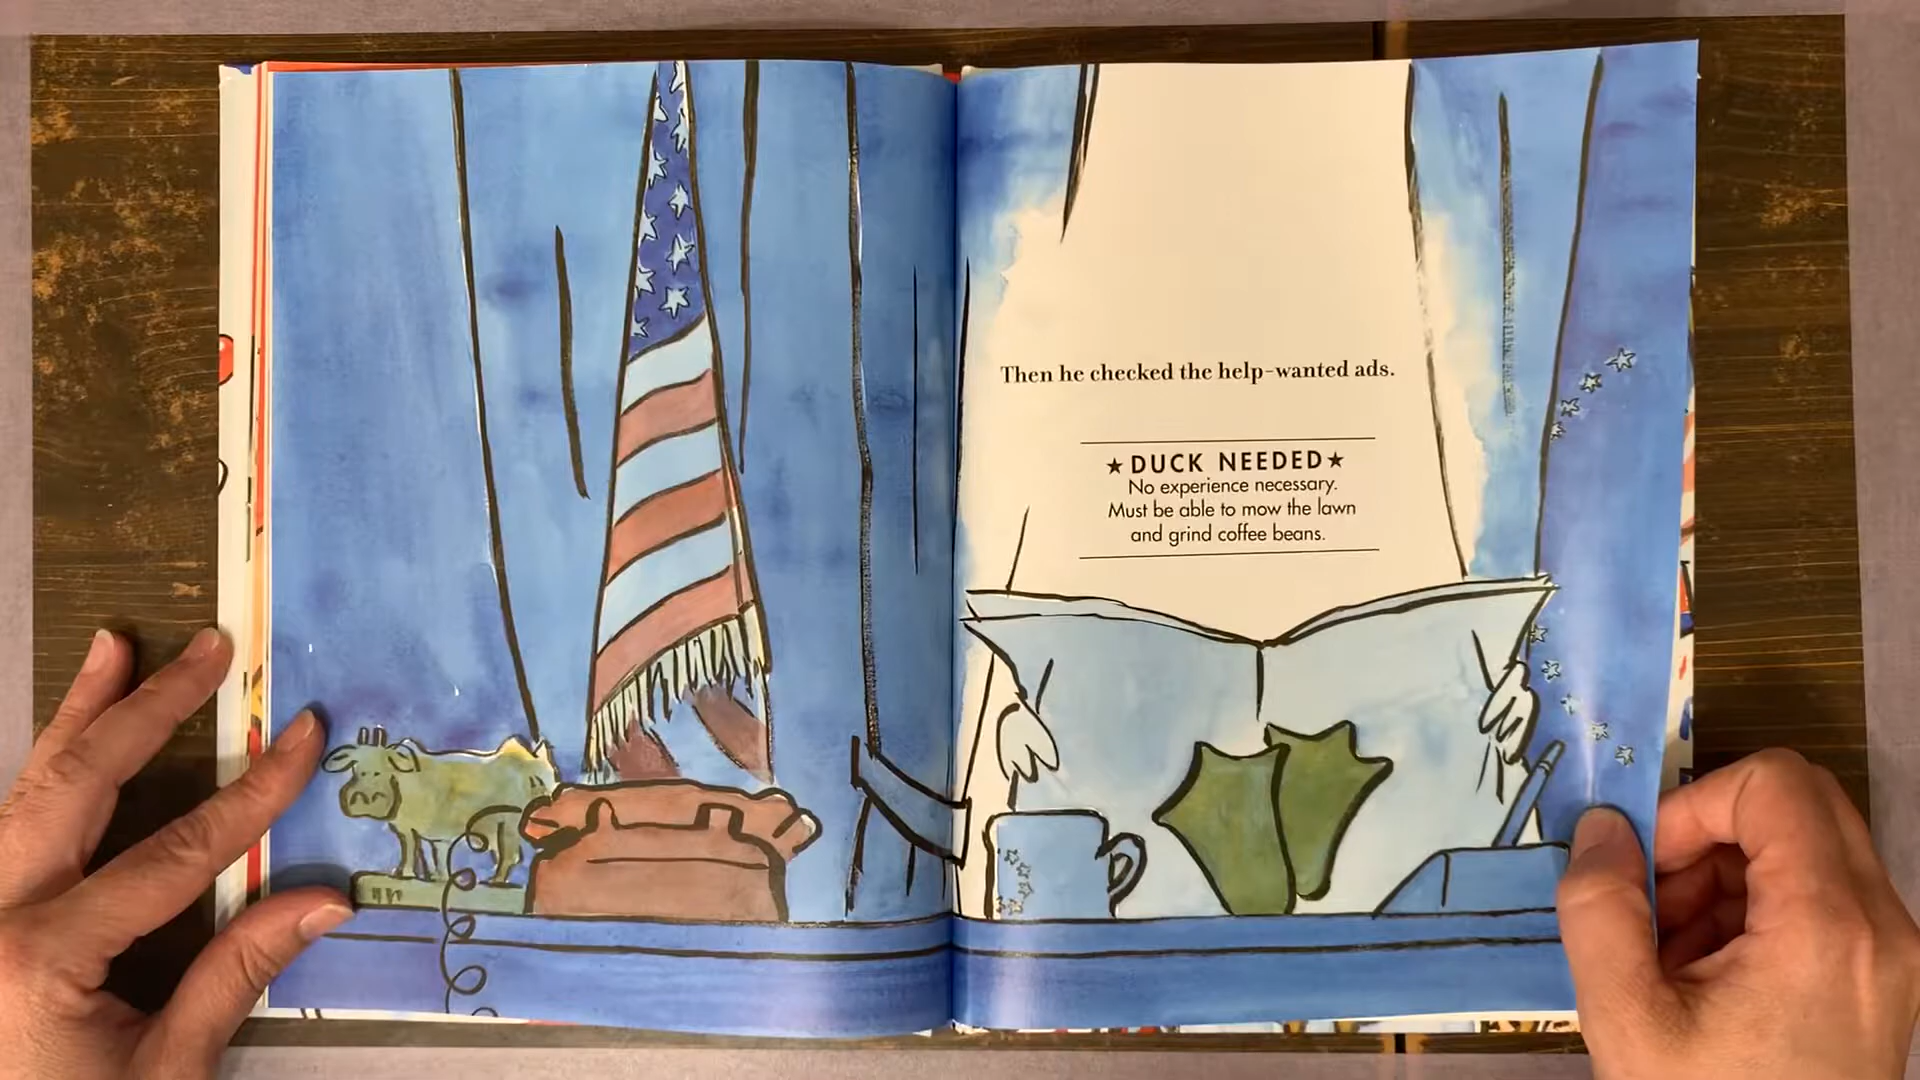 Then he checked the help-wanted ads.
★DUCK NEEDED★
No experience necessary.
Must be able to mow the lawn
and grind coffee beans.